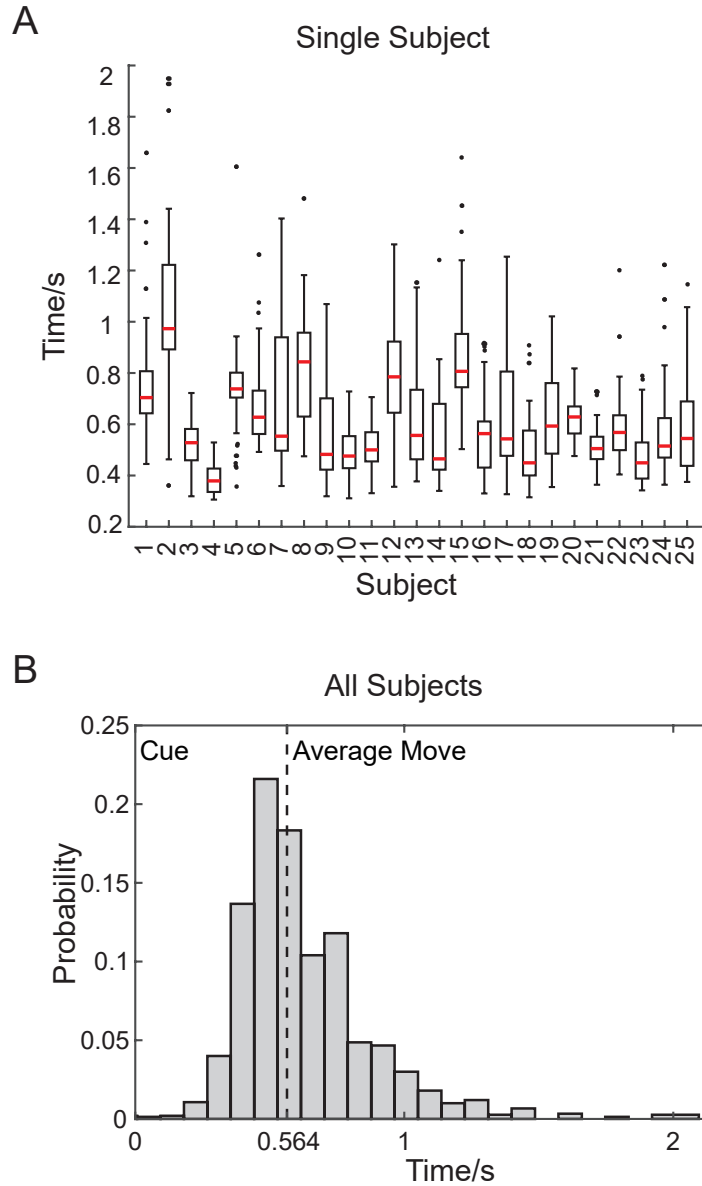 A
Single Subject
2
1.8
1.6
1.4
1.2
1
0.8
0.6
0.4
0.2
Time/s
1 2 3 4 5 6 7 8 9 10 11 12 13 14 15 16 17 18 19 20 21 22 23 24 25
Subject
B
All Subjects
0.25
0.2
0.15
0.1
0.05
0
Probability
Cue
Average Move
0 0.564 1 2
Time/s